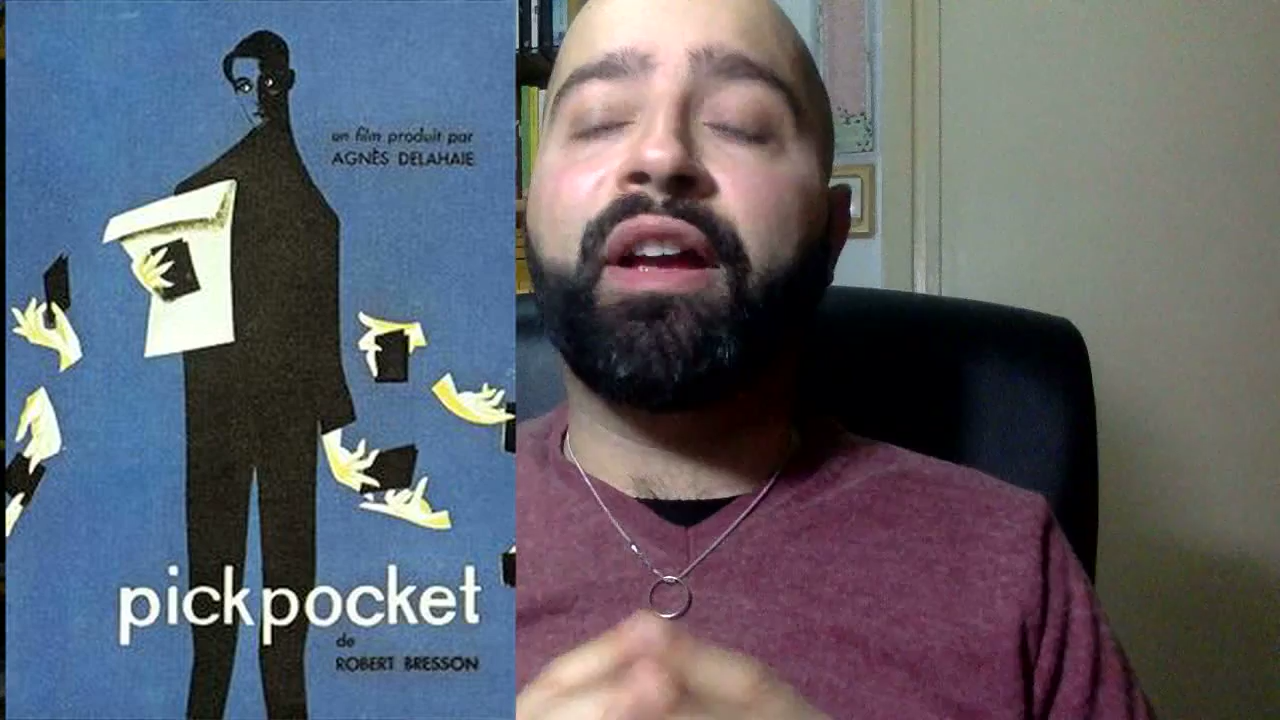 un film produit par
AGNÈS DELAHAIE
pickpocket
de
ROBERT BRESSON